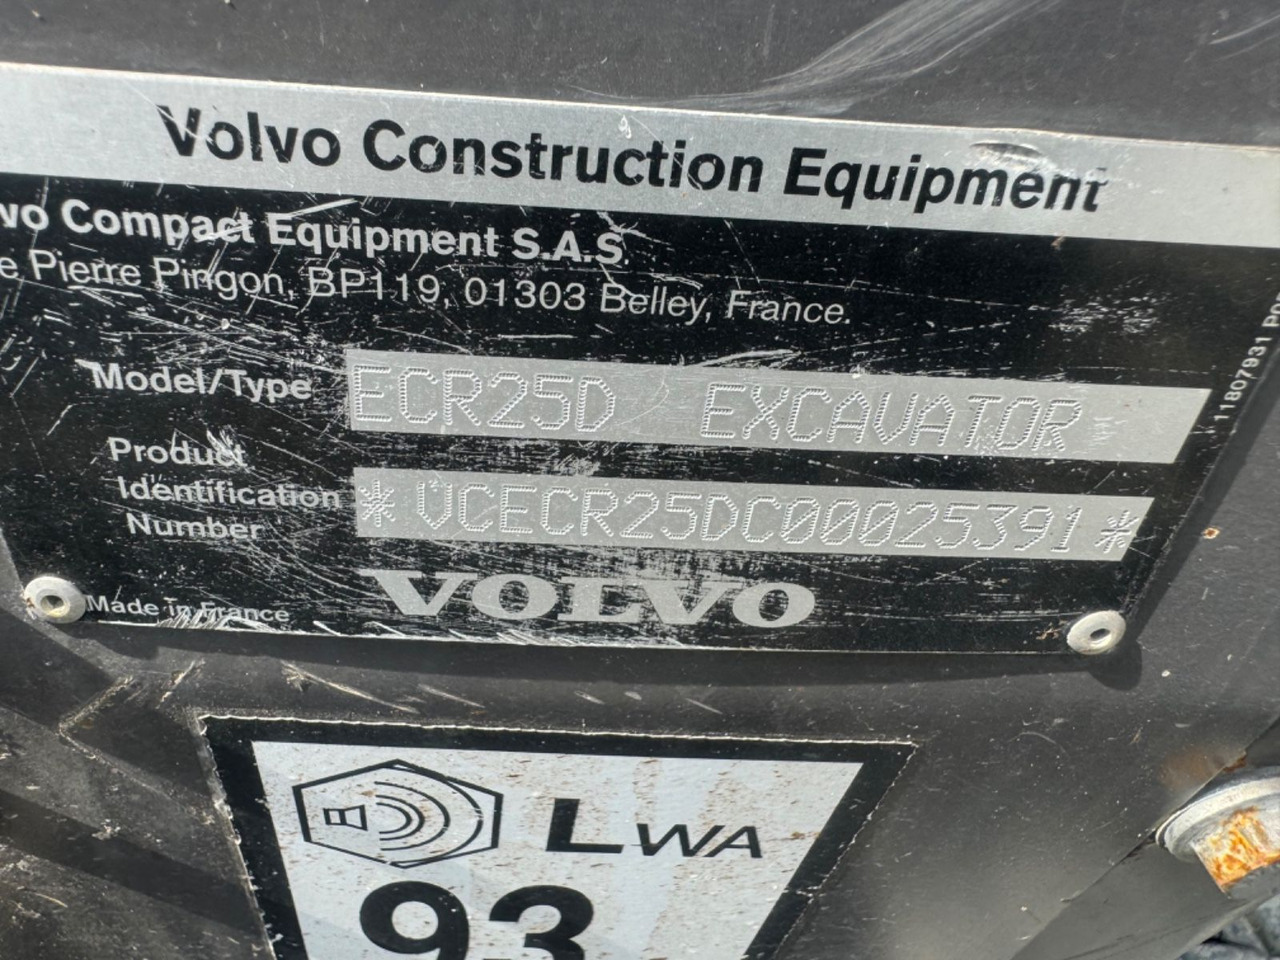 Volvo Construction Equipment
vo Compact Equipment S.A.S
e Pierre Pingon, BP119, 01303 Belley, France.
Model/Type ECR25D EXCAVATOR
Product
Identification
Number
*VCECR25DC00025391*
VOLVO
Made in France
11807931
LWA
93